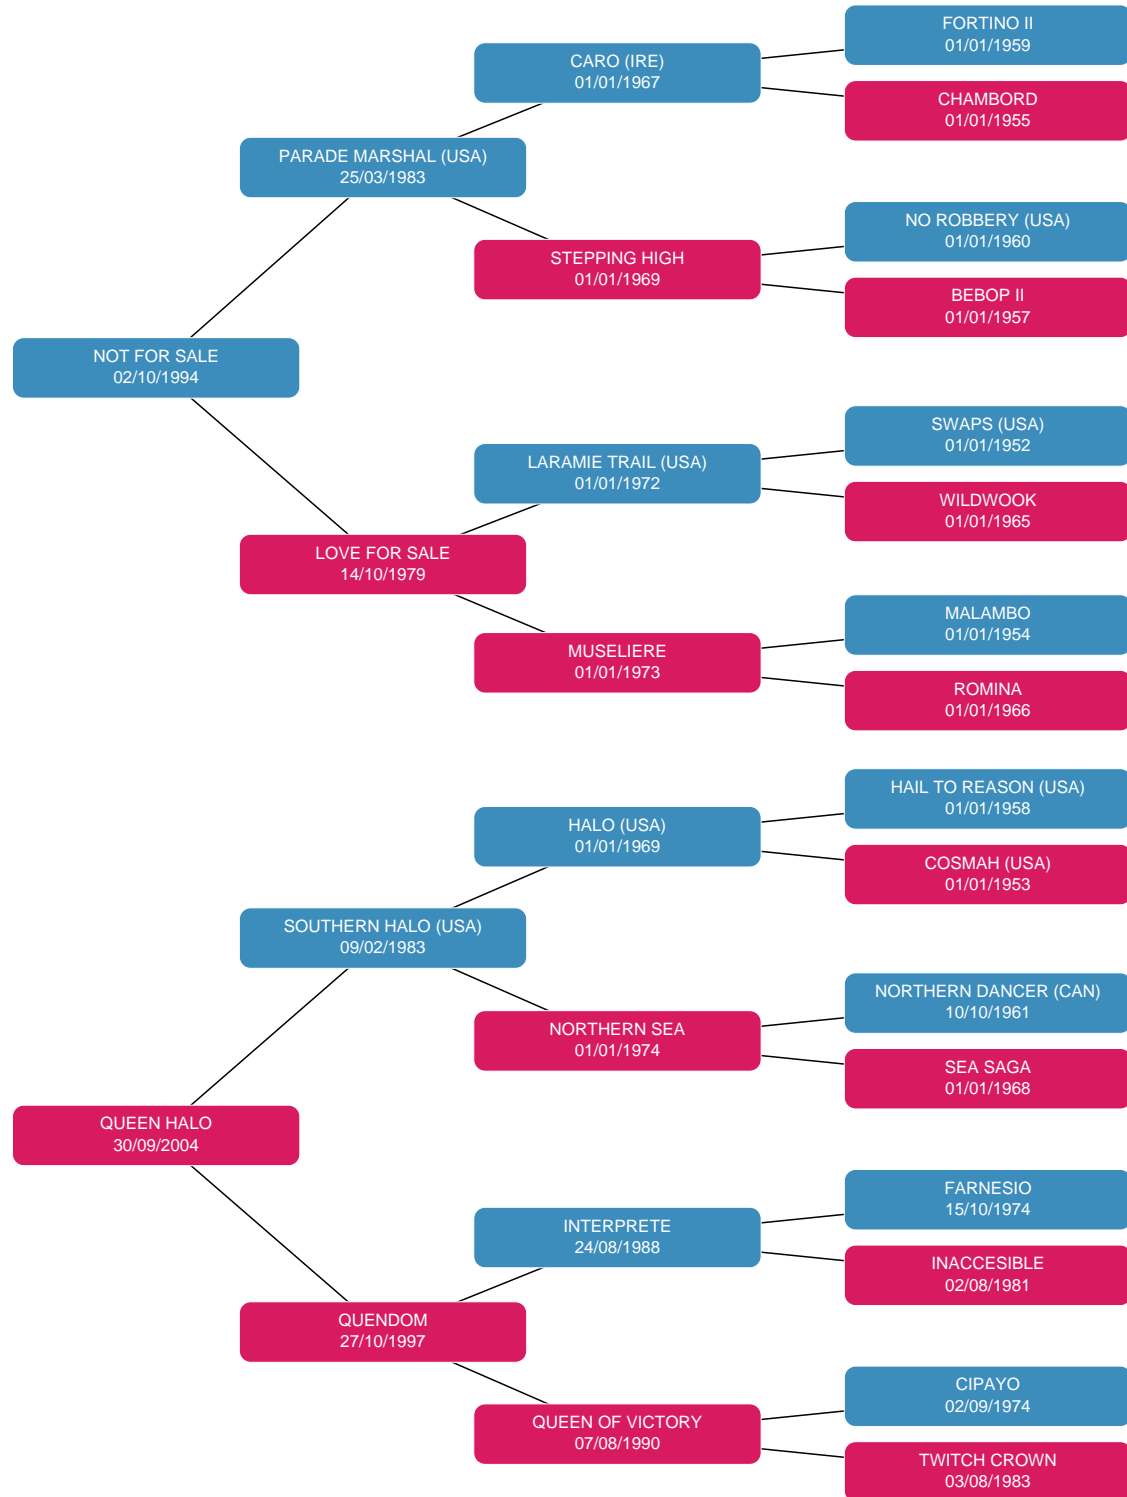 FORTINO II
01/01/1959
CARO (IRE)
01/01/1967
CHAMBORD
01/01/1955
PARADE MARSHAL (USA)
25/03/1983
NO ROBBERY (USA)
01/01/1960
STEPPING HIGH
01/01/1969
BEBOP II
01/01/1957
NOT FOR SALE
02/10/1994
SWAPS (USA)
01/01/1952
LARAMIE TRAIL (USA)
01/01/1972
WILDWOOK
01/01/1965
LOVE FOR SALE
14/10/1979
MALAMBO
01/01/1954
MUSELIERE
01/01/1973
ROMINA
01/01/1966
HAIL TO REASON (USA)
01/01/1958
HALO (USA)
01/01/1969
COSMAH (USA)
01/01/1953
SOUTHERN HALO (USA)
09/02/1983
NORTHERN DANCER (CAN)
10/10/1961
NORTHERN SEA
01/01/1974
SEA SAGA
01/01/1968
QUEEN HALO
30/09/2004
FARNESIO
15/10/1974
INTERPRETE
24/08/1988
INACCESIBLE
02/08/1981
QUENDOM
27/10/1997
CIPAYO
02/09/1974
QUEEN OF VICTORY
07/08/1990
TWITCH CROWN
03/08/1983